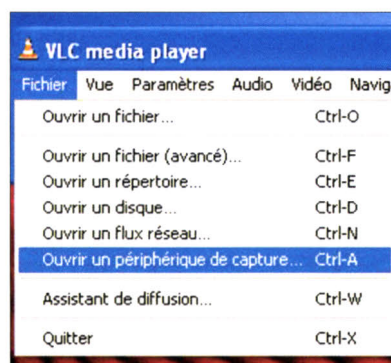 VLC media player
Fichier Vue Paramètres Audio Vidéo Navig
Ouvrir un fichier... Ctrl-O
Ouvrir un fichier (avancé)... Ctrl-F
Ouvrir un répertoire... Ctrl-E
Ouvrir un disque... Ctrl-D
Ouvrir un flux réseau... Ctrl-N
Ouvrir un périphérique de capture... Ctrl-A
Assistant de diffusion... Ctrl-W
Quitter Ctrl-X